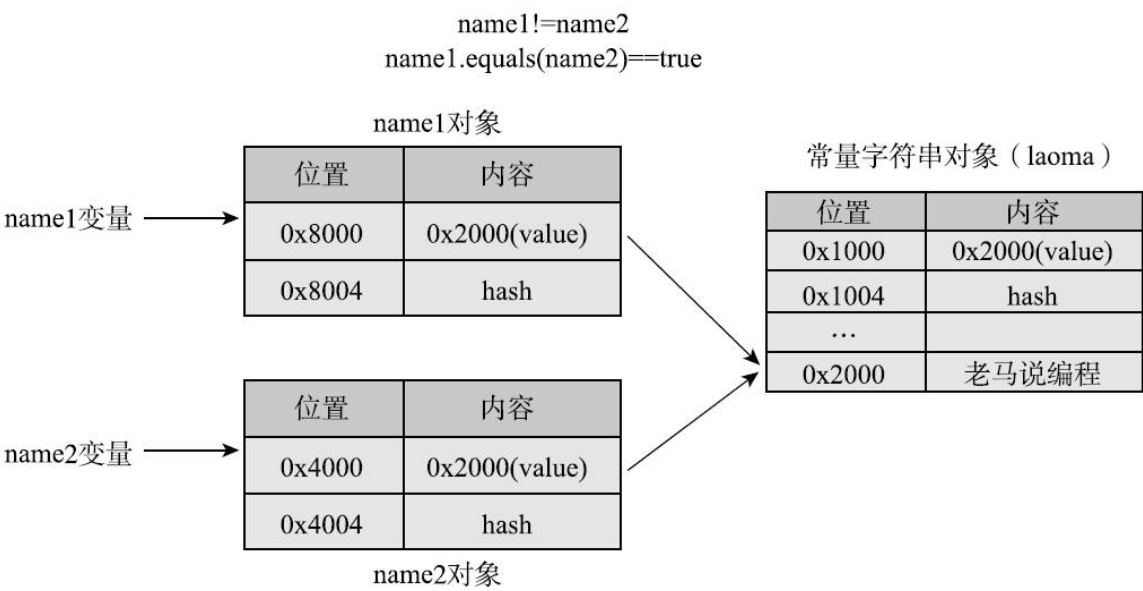 name1!=name2
name1.equals(name2)==true
name1对象
位置 内容
name1变量
0x8000 0x2000(value)
0x8004 hash
常量字符串对象（laoma）
位置 内容
0x1000 0x2000(value)
0x1004 hash
…
0x2000 老马说编程
位置 内容
name2变量
0x4000 0x2000(value)
0x4004 hash
name2对象